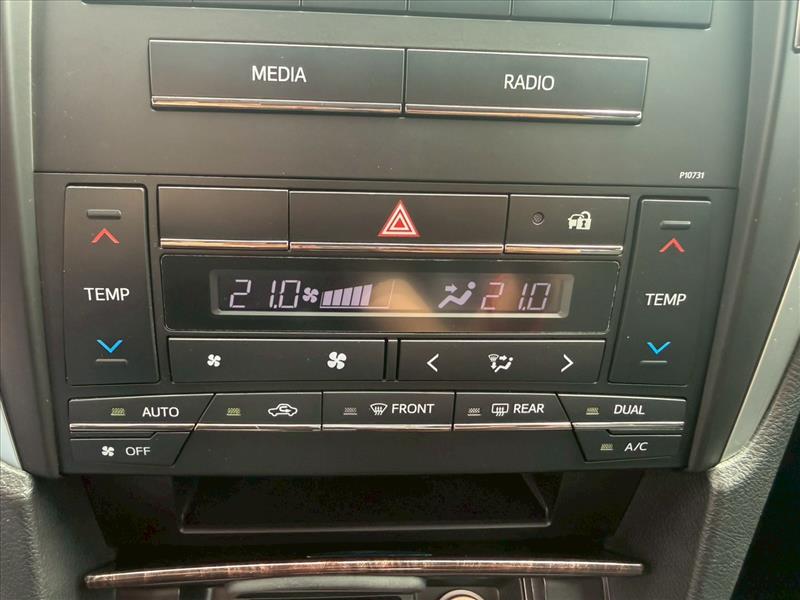 MEDIA RADIO
P10731
21.0 21.0
TEMP TEMP
AUTO FRONT REAR DUAL
OFF A/C